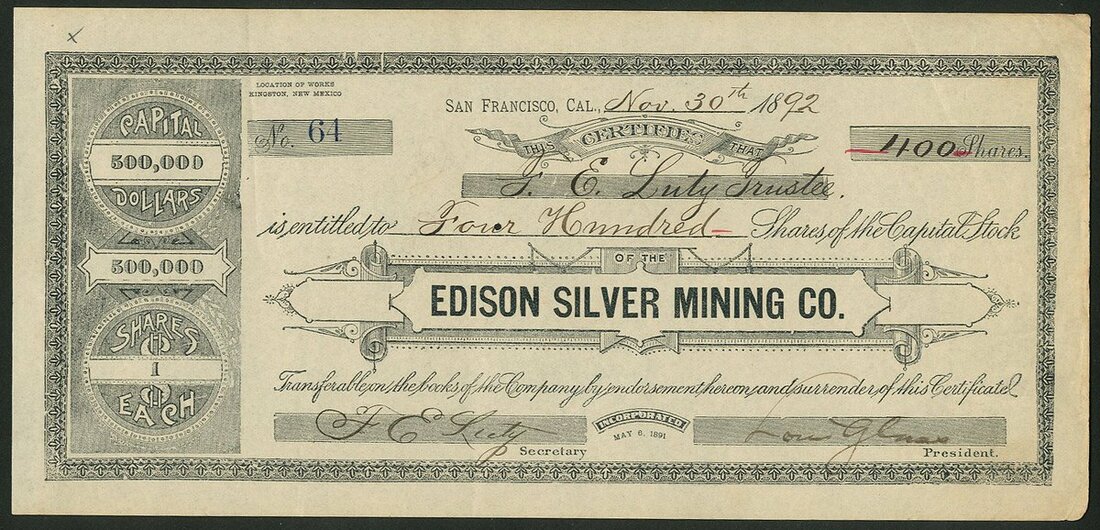 x
LOCATION OF WORKS
KINGSTON, NEW MEXICO
SAN FRANCISCO, CAL., Nov. 30th 1892
No. 64
THIS CERTIFIES THAT
400 Shares.
F. E. Luty Trustee.
is entitled to Four Hundred Shares of the Capital Stock
OF THE
EDISON SILVER MINING CO.
Transferable on the books of the Company by endorsement hereon and surrender of this Certificate
F E Luty
Secretary
INCORPORATED
MAY 6, 1891
President.
CAPITAL
500,000
DOLLARS
500,000
SHARES
$1
EACH